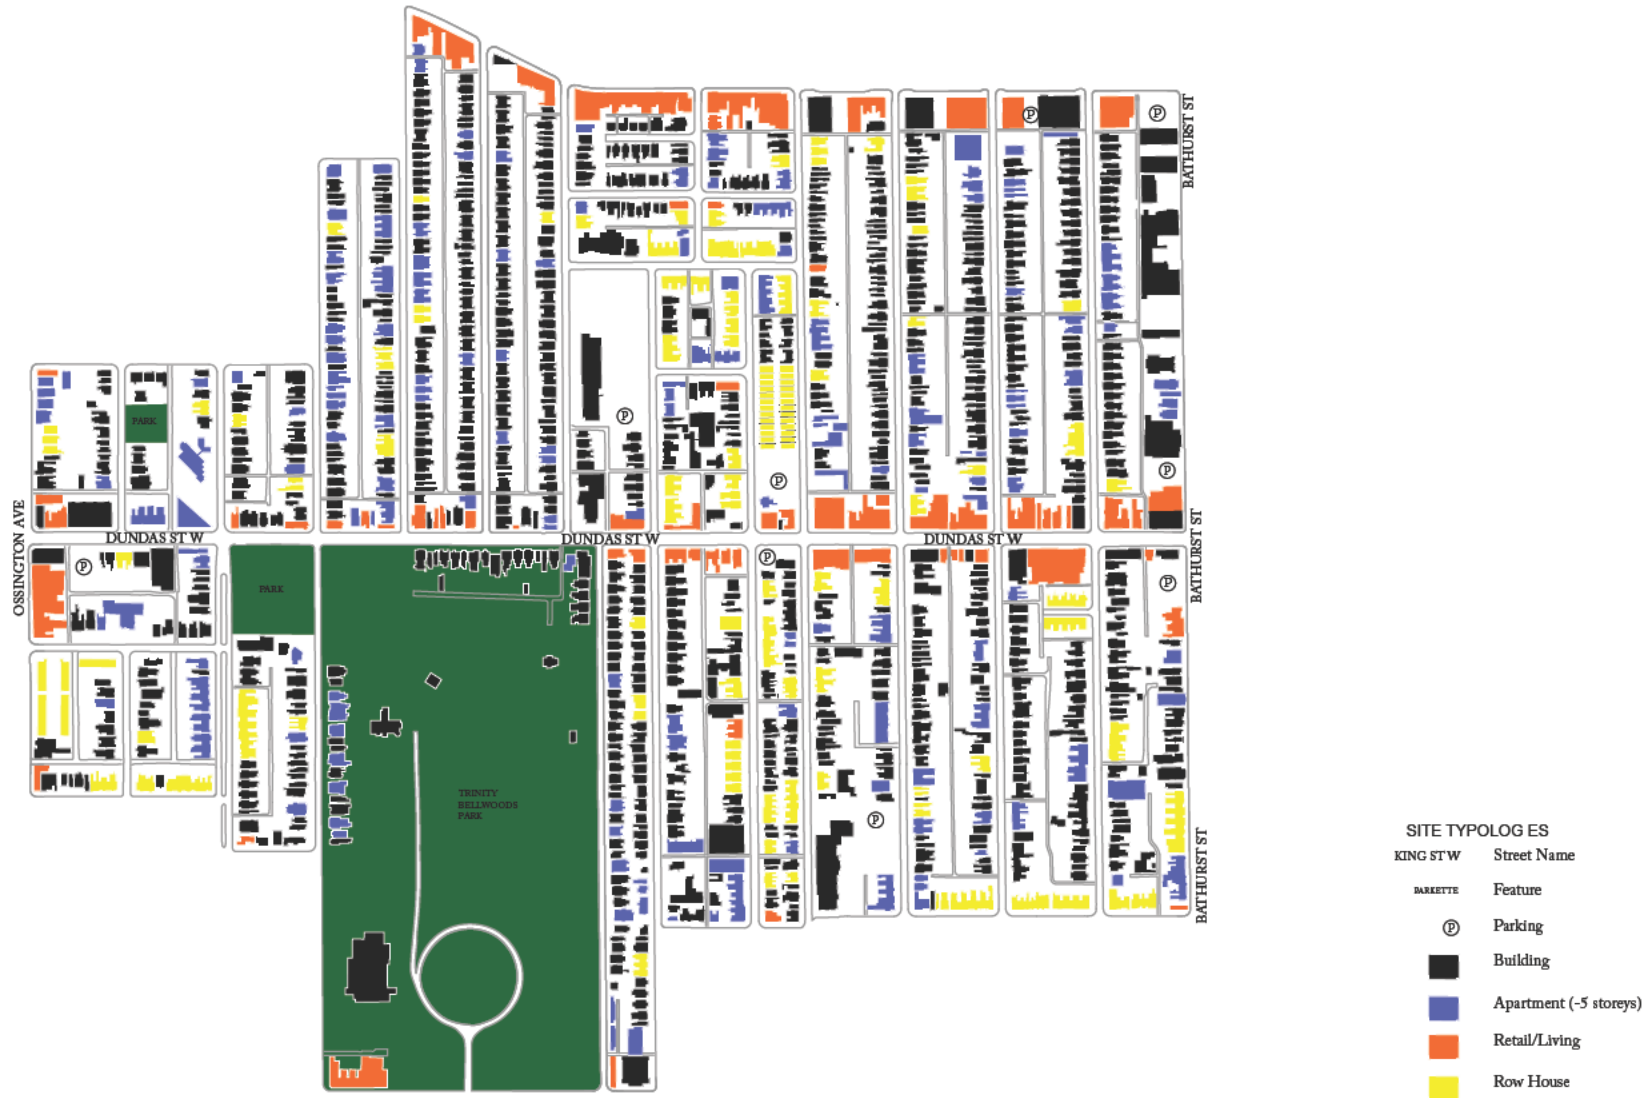 BATHURST ST
P
P
PARK
P
P
P
OSSINGTON AVE
DUNDAS ST W
DUNDAS ST W
DUNDAS ST W
BATHURST ST
P
P
P
PARK
TRINITY
BELLWOODS
PARK
P
BATHURST ST
SITE TYPOLOG ES
KING ST W Street Name
PARKETTE Feature
P Parking
Building
Apartment (-5 storeys)
Retail/Living
Row House